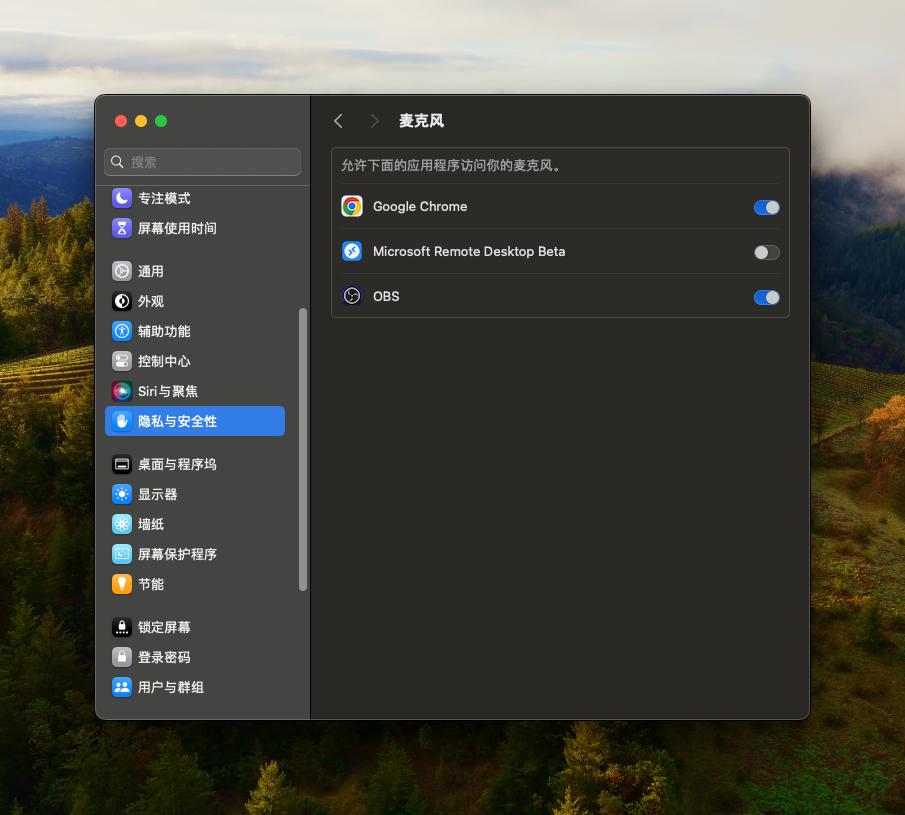 麦克风
搜索
专注模式
屏幕使用时间
通用
外观
辅助功能
控制中心
Siri与聚焦
隐私与安全性
桌面与程序坞
显示器
墙纸
屏幕保护程序
节能
锁定屏幕
登录密码
用户与群组
允许下面的应用程序访问你的麦克风。
Google Chrome
Microsoft Remote Desktop Beta
OBS